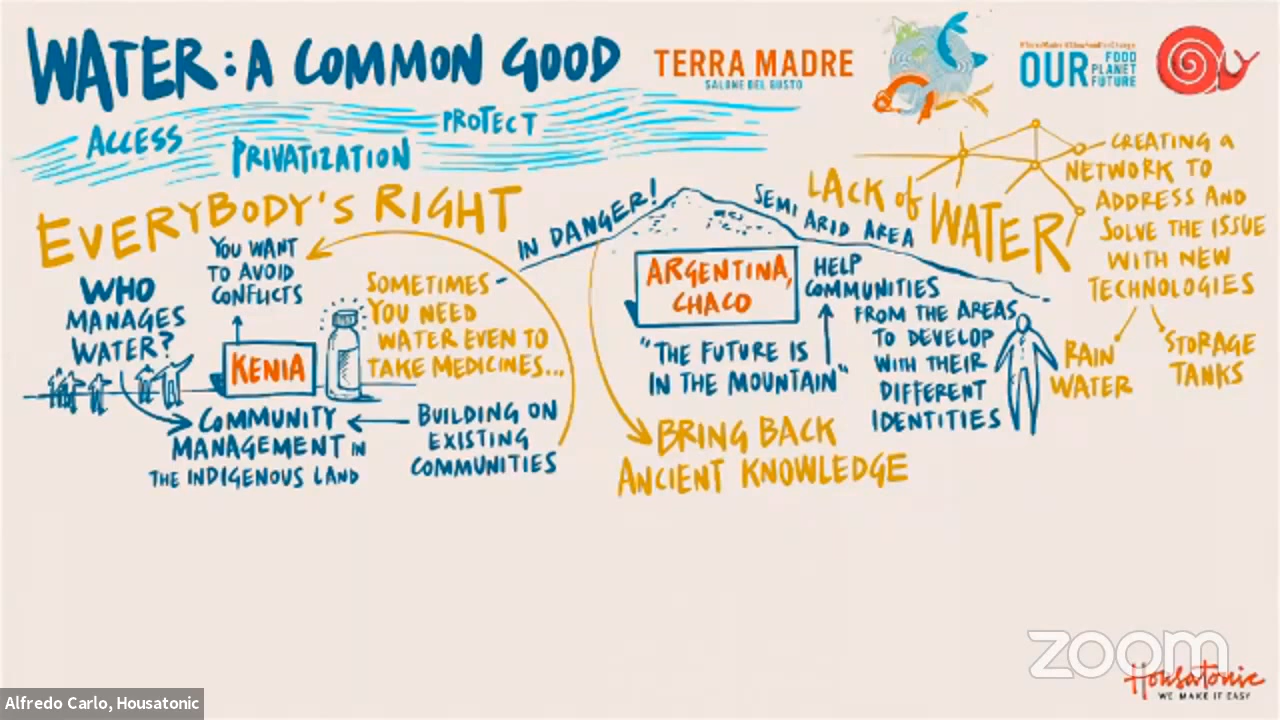 WATER: A COMMON GOOD
TERRA MADRE
SALONE DEL GUSTO
OUR
FOOD
PLANET
FUTURE
ACCESS
PROTECT
PRIVATIZATION
EVERYBODY'S RIGHT
YOU WANT
TO AVOID
CONFLICTS
WHO
MANAGES
WATER?
KENIA
SOMETIMES
YOU NEED
WATER EVEN TO
TAKE MEDICINES...
COMMUNITY
MANAGEMENT IN
THE INDIGENOUS LAND
BUILDING ON
EXISTING
COMMUNITIES
IN DANGER!
SEMI ARID AREA
ARGENTINA,
CHACO
"THE FUTURE IS
IN THE MOUNTAIN"
BRING BACK
ANCIENT KNOWLEDGE
HELP
COMMUNITIES
FROM THE AREAS
TO DEVELOP
WITH THEIR
DIFFERENT
IDENTITIES
LACK OF
WATER
CREATING A
NETWORK TO
ADDRESS AND
SOLVE THE ISSUE
WITH NEW
TECHNOLOGIES
RAIN
WATER
STORAGE
TANKS
zoom
Housatonic
WE MAKE IT EASY
Alfredo Carlo, Housatonic